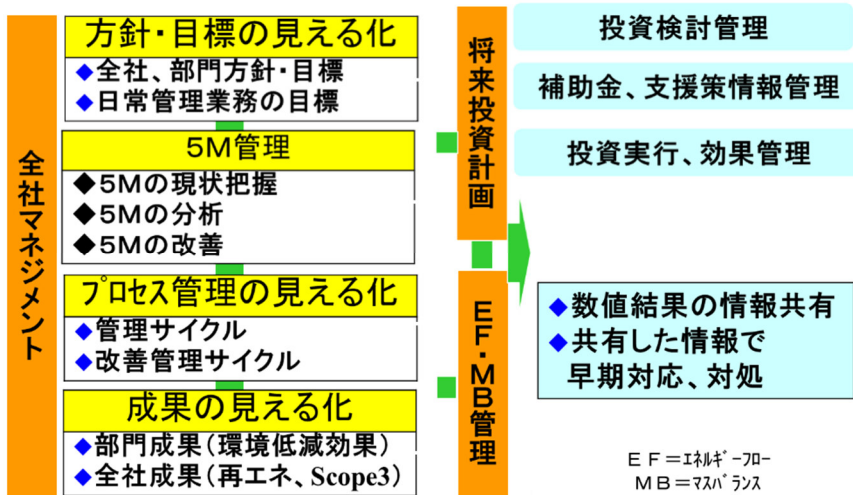 全社マネジメント
方針・目標の見える化
◆全社、部門方針・目標
◆日常管理業務の目標
5M管理
◆5Mの現状把握
◆5Mの分析
◆5Mの改善
プロセス管理の見える化
◆管理サイクル
◆改善管理サイクル
成果の見える化
◆部門成果(環境低減効果)
◆全社成果(再エネ、Scope3)
将来投資計画
投資検討管理
補助金、支援策情報管理
投資実行、効果管理
EF・MB管理
◆数値結果の情報共有
◆共有した情報で
早期対応、対処
EF=エネルギーフロー
MB=マスバランス